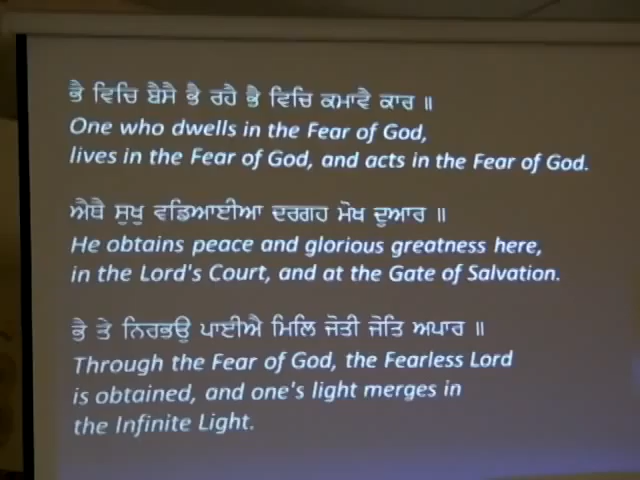 ਭੈ ਵਿਚਿ ਬੈਸੈ ਭੈ ਰਹੈ ਭੈ ਵਿਚਿ ਕਮਾਵੈ ਕਾਰ ॥
One who dwells in the Fear of God,
lives in the Fear of God, and acts in the Fear of God.
ਐਥੈ ਸੁਖੁ ਵਡਿਆਈਆ ਦਰਗਹ ਮੋਖ ਦੁਆਰ ॥
He obtains peace and glorious greatness here,
in the Lord's Court, and at the Gate of Salvation.
ਭੈ ਤੇ ਨਿਰਭਉ ਪਾਈਐ ਮਿਲਿ ਜੋਤੀ ਜੋਤਿ ਅਪਾਰ ॥
Through the Fear of God, the Fearless Lord
is obtained, and one's light merges in
the Infinite Light.